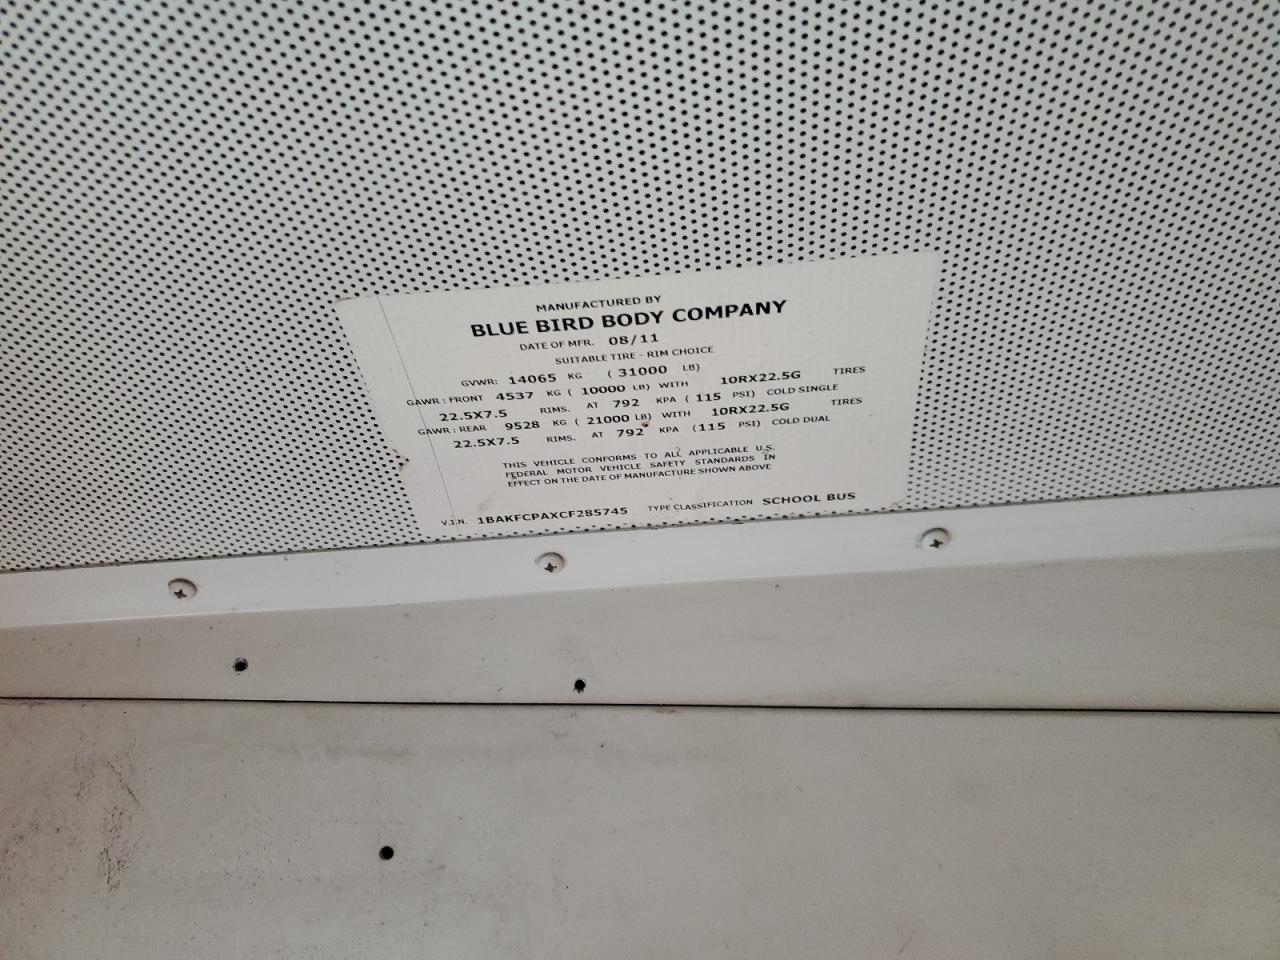 MANUFACTURED BY
BLUE BIRD BODY COMPANY
DATE OF MFR. 08/11
SUITABLE TIRE - RIM CHOICE
GVWR: 14065 KG ( 31000 LB)
GAWR : FRONT 4537 KG ( 10000 LB) WITH 10RX22.5G TIRES
22.5X7.5 RIMS. AT 792 KPA ( 115 PSI) COLD SINGLE
GAWR : REAR 9528 KG ( 21000 LB) WITH 10RX22.5G TIRES
22.5X7.5 RIMS. AT 792 KPA ( 115 PSI) COLD DUAL
THIS VEHICLE CONFORMS TO ALL APPLICABLE U.S.
FEDERAL MOTOR VEHICLE SAFETY STANDARDS IN
EFFECT ON THE DATE OF MANUFACTURE SHOWN ABOVE
V.I.N. 1BAKFCPAXCF285745 TYPE CLASSIFICATION SCHOOL BUS